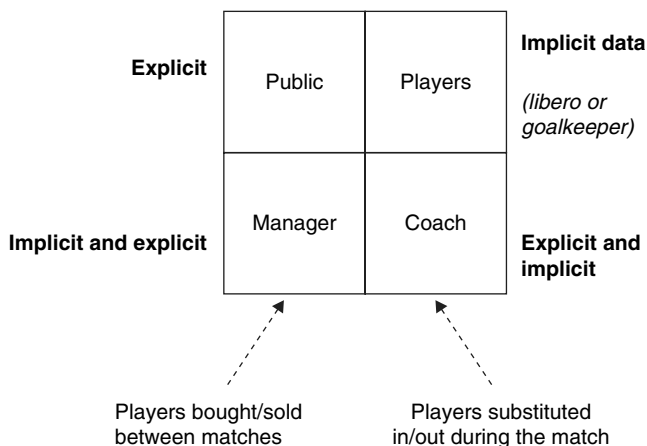 Explicit
Public
Players
Implicit data
(libero or
goalkeeper)
Implicit and explicit
Manager
Coach
Explicit and
implicit
Players bought/sold
between matches
Players substituted
in/out during the match